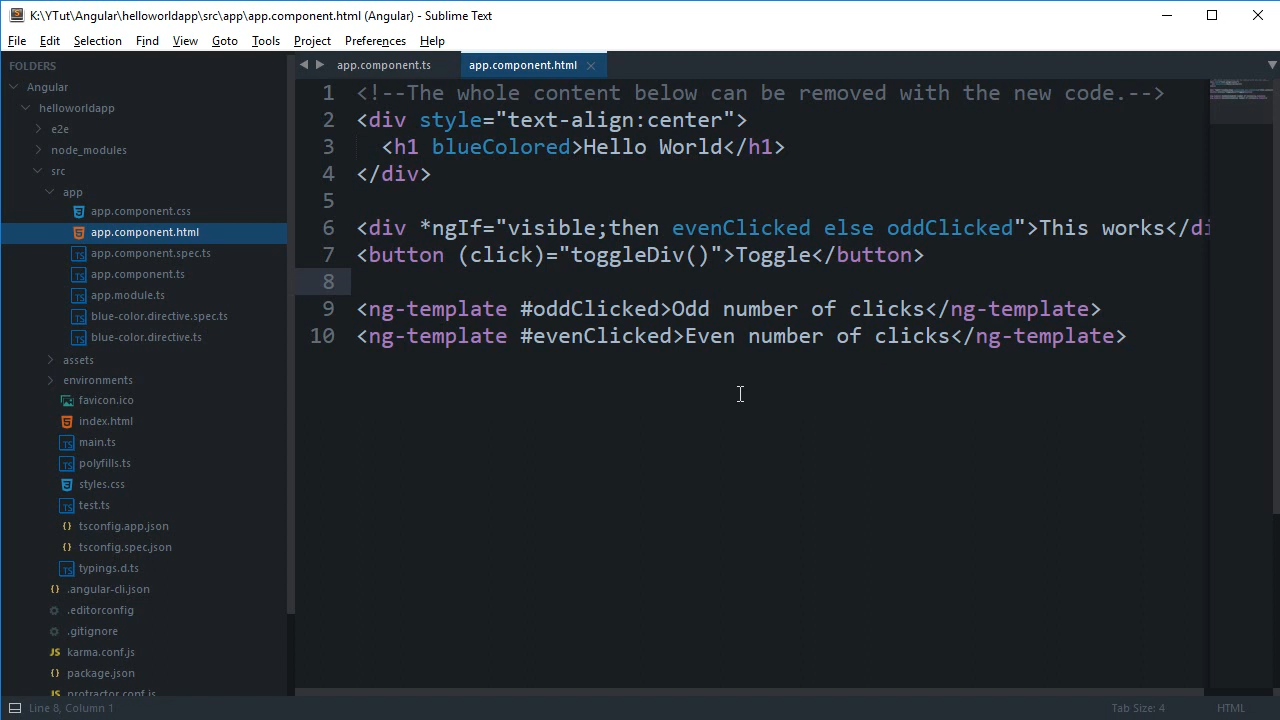 K:\YTut\Angular\helloworldapp\src\app\app.component.html (Angular) - Sublime Text
File Edit Selection Find View Goto Tools Project Preferences Help
FOLDERS
Angular
helloworldapp
e2e
node_modules
src
app
app.component.css
app.component.html
app.component.spec.ts
app.component.ts
app.module.ts
blue-color.directive.spec.ts
blue-color.directive.ts
assets
environments
favicon.ico
index.html
main.ts
polyfills.ts
styles.css
test.ts
tsconfig.app.json
tsconfig.spec.json
typings.d.ts
.angular-cli.json
.editorconfig
.gitignore
karma.conf.js
package.json
protractor.conf.js
app.component.ts app.component.html
1 <!--The whole content below can be removed with the new code.-->
2 <div style="text-align:center">
3 <h1 blueColored>Hello World</h1>
4 </div>
5
6 <div *ngIf="visible;then evenClicked else oddClicked">This works</di
7 <button (click)="toggleDiv()">Toggle</button>
8
9 <ng-template #oddClicked>Odd number of clicks</ng-template>
10 <ng-template #evenClicked>Even number of clicks</ng-template>
Line 8, Column 1 Tab Size: 4 HTML